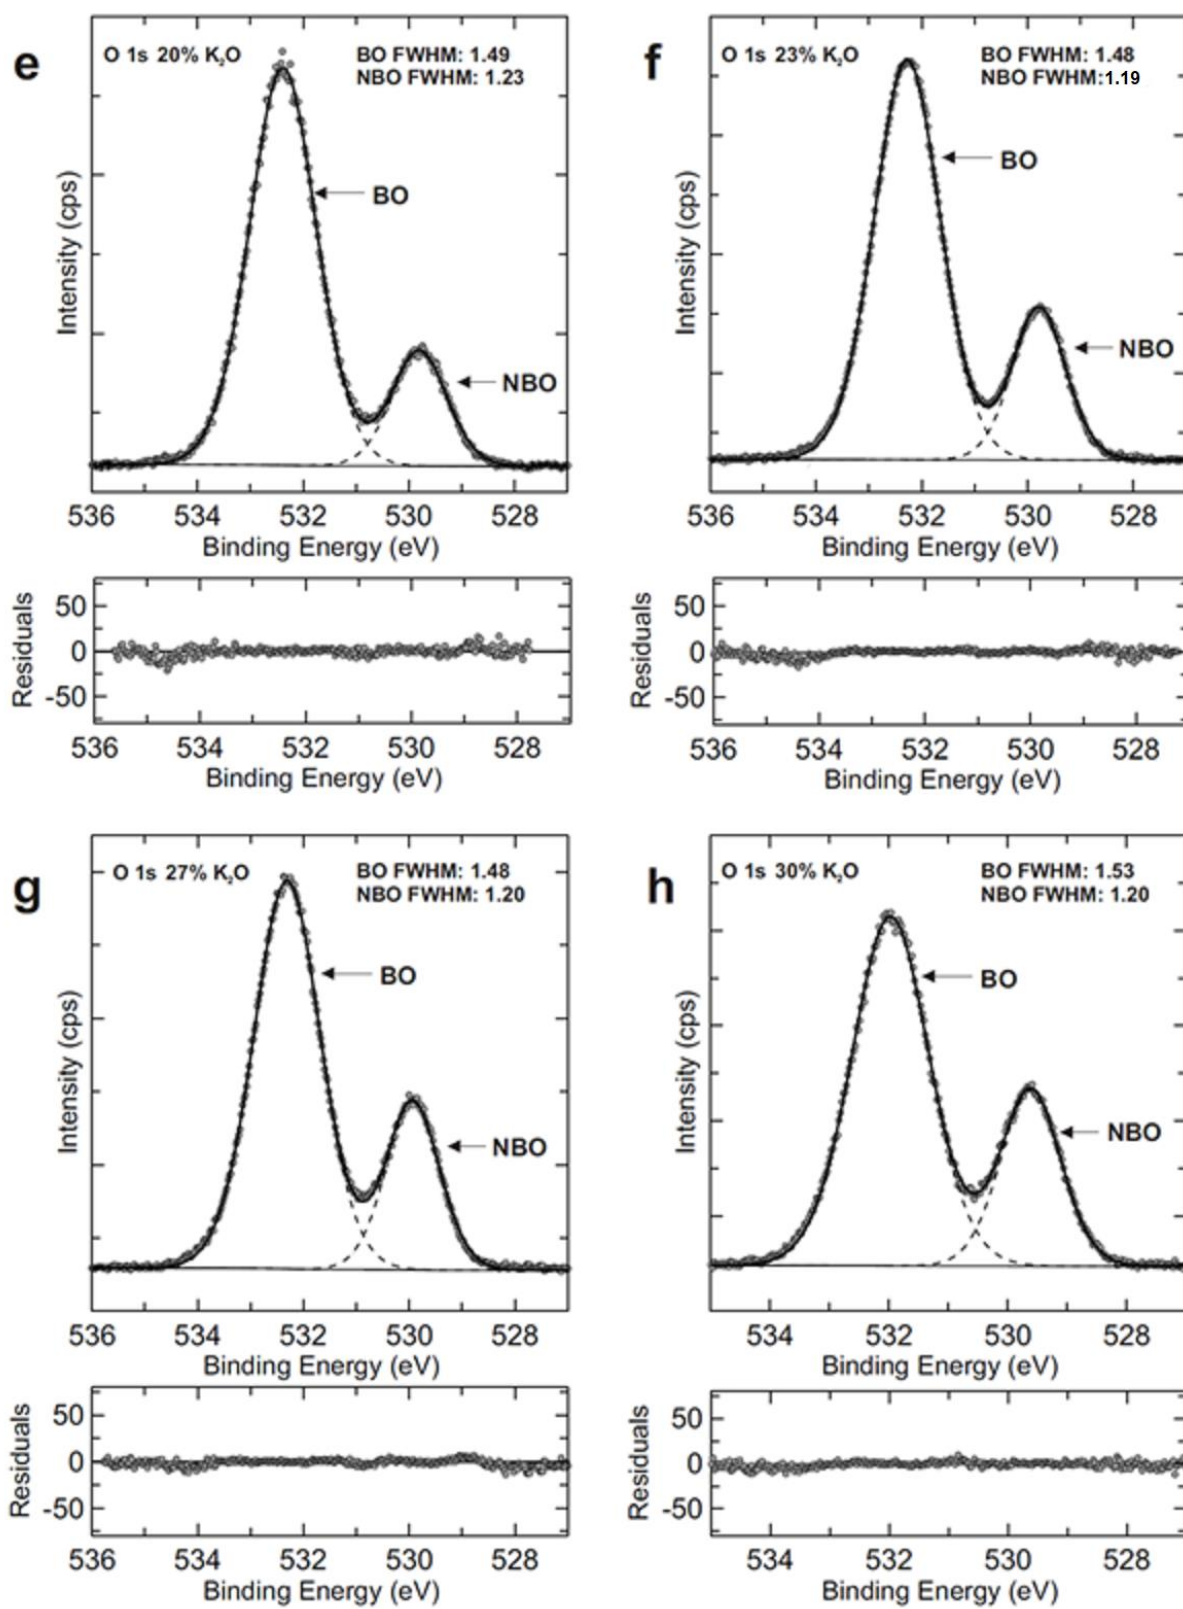 e
O 1s 20% K₂O
BO FWHM: 1.49
NBO FWHM: 1.23
BO
NBO
Intensity (cps)
536 534 532 530 528
Binding Energy (eV)
50
0
-50
Residuals
536 534 532 530 528
Binding Energy (eV)
f
O 1s 23% K₂O
BO FWHM: 1.48
NBO FWHM:1.19
BO
NBO
Intensity (cps)
536 534 532 530 528
Binding Energy (eV)
50
0
-50
Residuals
536 534 532 530 528
Binding Energy (eV)
g
O 1s 27% K₂O
BO FWHM: 1.48
NBO FWHM: 1.20
BO
NBO
Intensity (cps)
536 534 532 530 528
Binding Energy (eV)
50
0
-50
Residuals
536 534 532 530 528
Binding Energy (eV)
h
O 1s 30% K₂O
BO FWHM: 1.53
NBO FWHM: 1.20
BO
NBO
Intensity (cps)
534 532 530 528
Binding Energy (eV)
50
0
-50
Residuals
534 532 530 528
Binding Energy (eV)